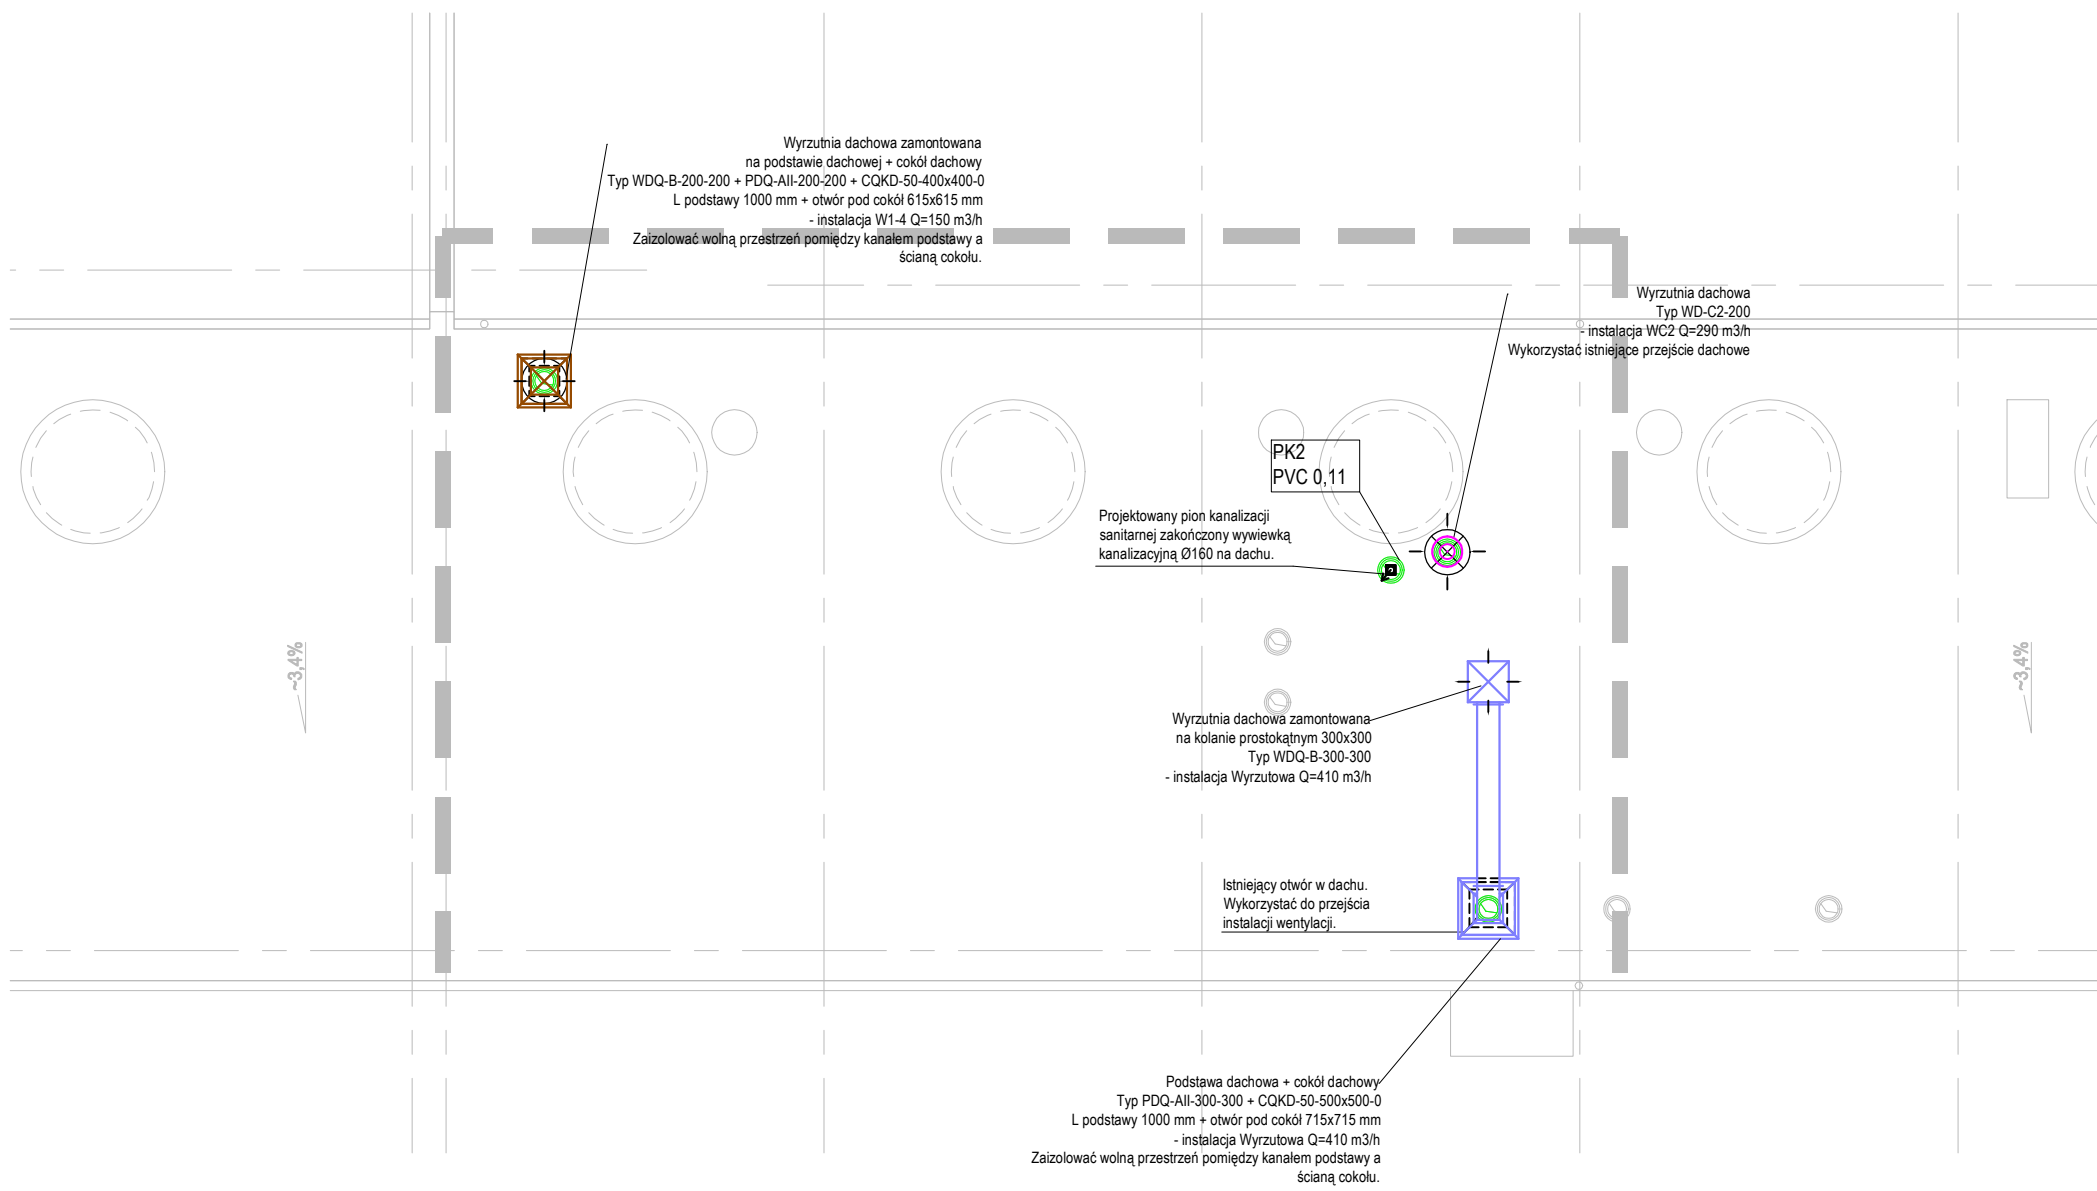 Wyrzutnia dachowa zamontowana
na podstawie dachowej + cokół dachowy
Typ WDQ-B-200-200 + PDQ-AII-200-200 + CQKD-50-400x400-0
L podstawy 1000 mm + otwór pod cokół 615x615 mm
- instalacja W1-4 Q=150 m3/h
Zaizolować wolną przestrzeń pomiędzy kanałem podstawy a
ścianą cokołu.
Wyrzutnia dachowa
Typ WD-C2-200
- instalacja WC2 Q=290 m3/h
Wykorzystać istniejące przejście dachowe
PK2
PVC 0,11
Projektowany pion kanalizacji
sanitarnej zakończony wywiewką
kanalizacyjną Ø160 na dachu.
2
~3,4%
~3,4%
Wyrzutnia dachowa zamontowana
na kolanie prostokątnym 300x300
Typ WDQ-B-300-300
- instalacja Wyrzutowa Q=410 m3/h
Istniejący otwór w dachu.
Wykorzystać do przejścia
instalacji wentylacji.
Podstawa dachowa + cokół dachowy
Typ PDQ-AII-300-300 + CQKD-50-500x500-0
L podstawy 1000 mm + otwór pod cokół 715x715 mm
- instalacja Wyrzutowa Q=410 m3/h
Zaizolować wolną przestrzeń pomiędzy kanałem podstawy a
ścianą cokołu.